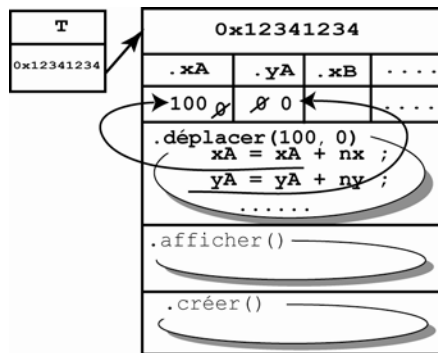 T
0x12341234
0x12341234
.xA .yA .xB ....
100 0 0 0 ....
.déplacer(100, 0)
xA = xA + nx ;
yA = yA + ny ;
......
.afficher()
.créer()